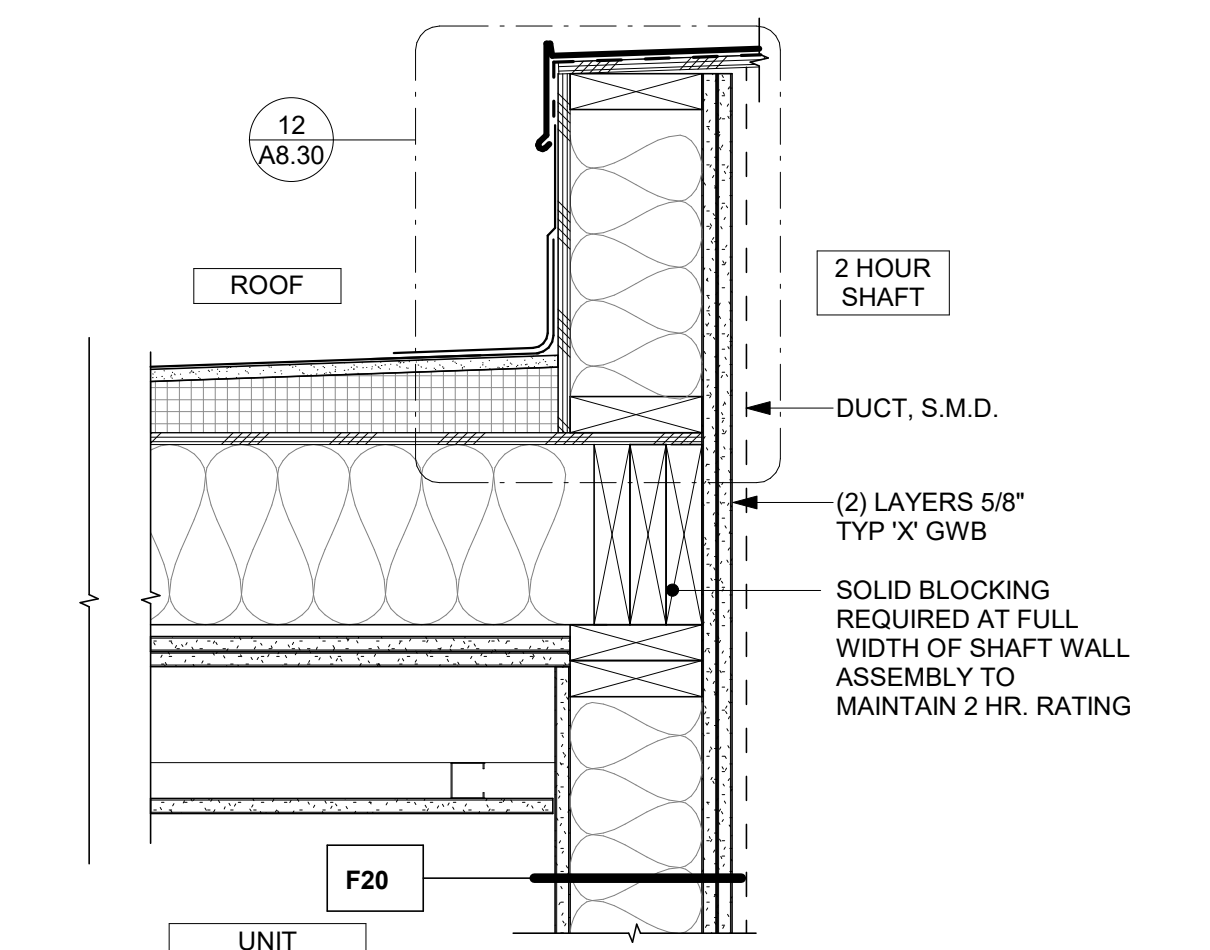 12
A8.30
ROOF
2 HOUR
SHAFT
DUCT, S.M.D.
(2) LAYERS 5/8"
TYP 'X' GWB
SOLID BLOCKING
REQUIRED AT FULL
WIDTH OF SHAFT WALL
ASSEMBLY TO
MAINTAIN 2 HR. RATING
F20
UNIT